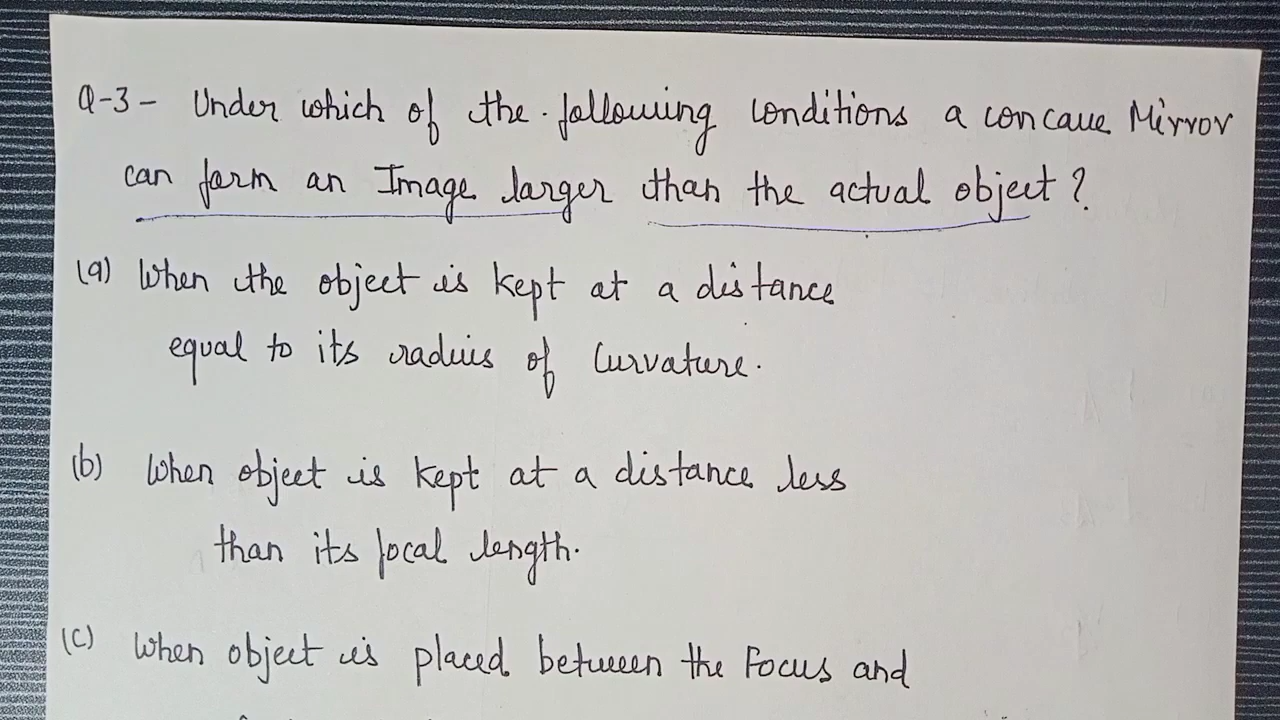 Q-3- Under which of the following conditions a concave Mirror
can form an Image larger than the actual object?
(a) When the object is kept at a distance
equal to its radius of Curvature.
(b) When object is kept at a distance less
than its focal length.
(c) When object is placed between the Focus and